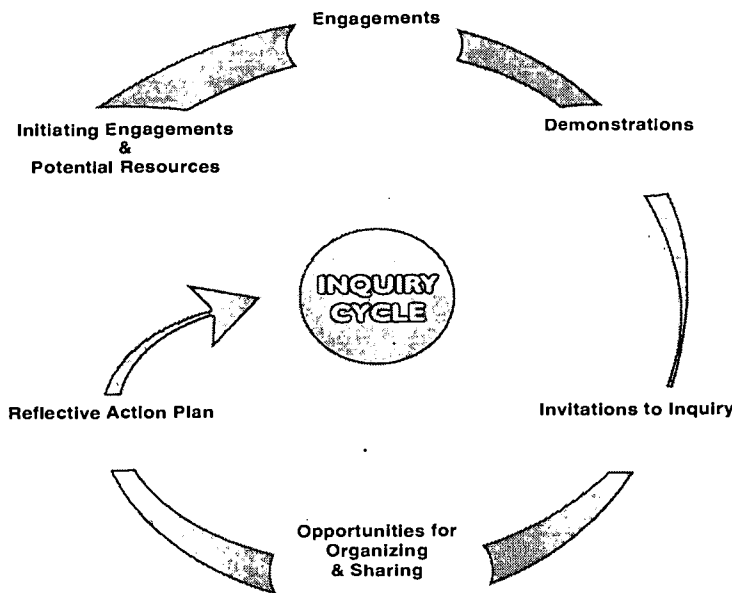 Engagements
Initiating Engagements
&
Potential Resources
Demonstrations
INQUIRY
CYCLE
Reflective Action Plan
Invitations to Inquiry
Opportunities for
Organizing
& Sharing